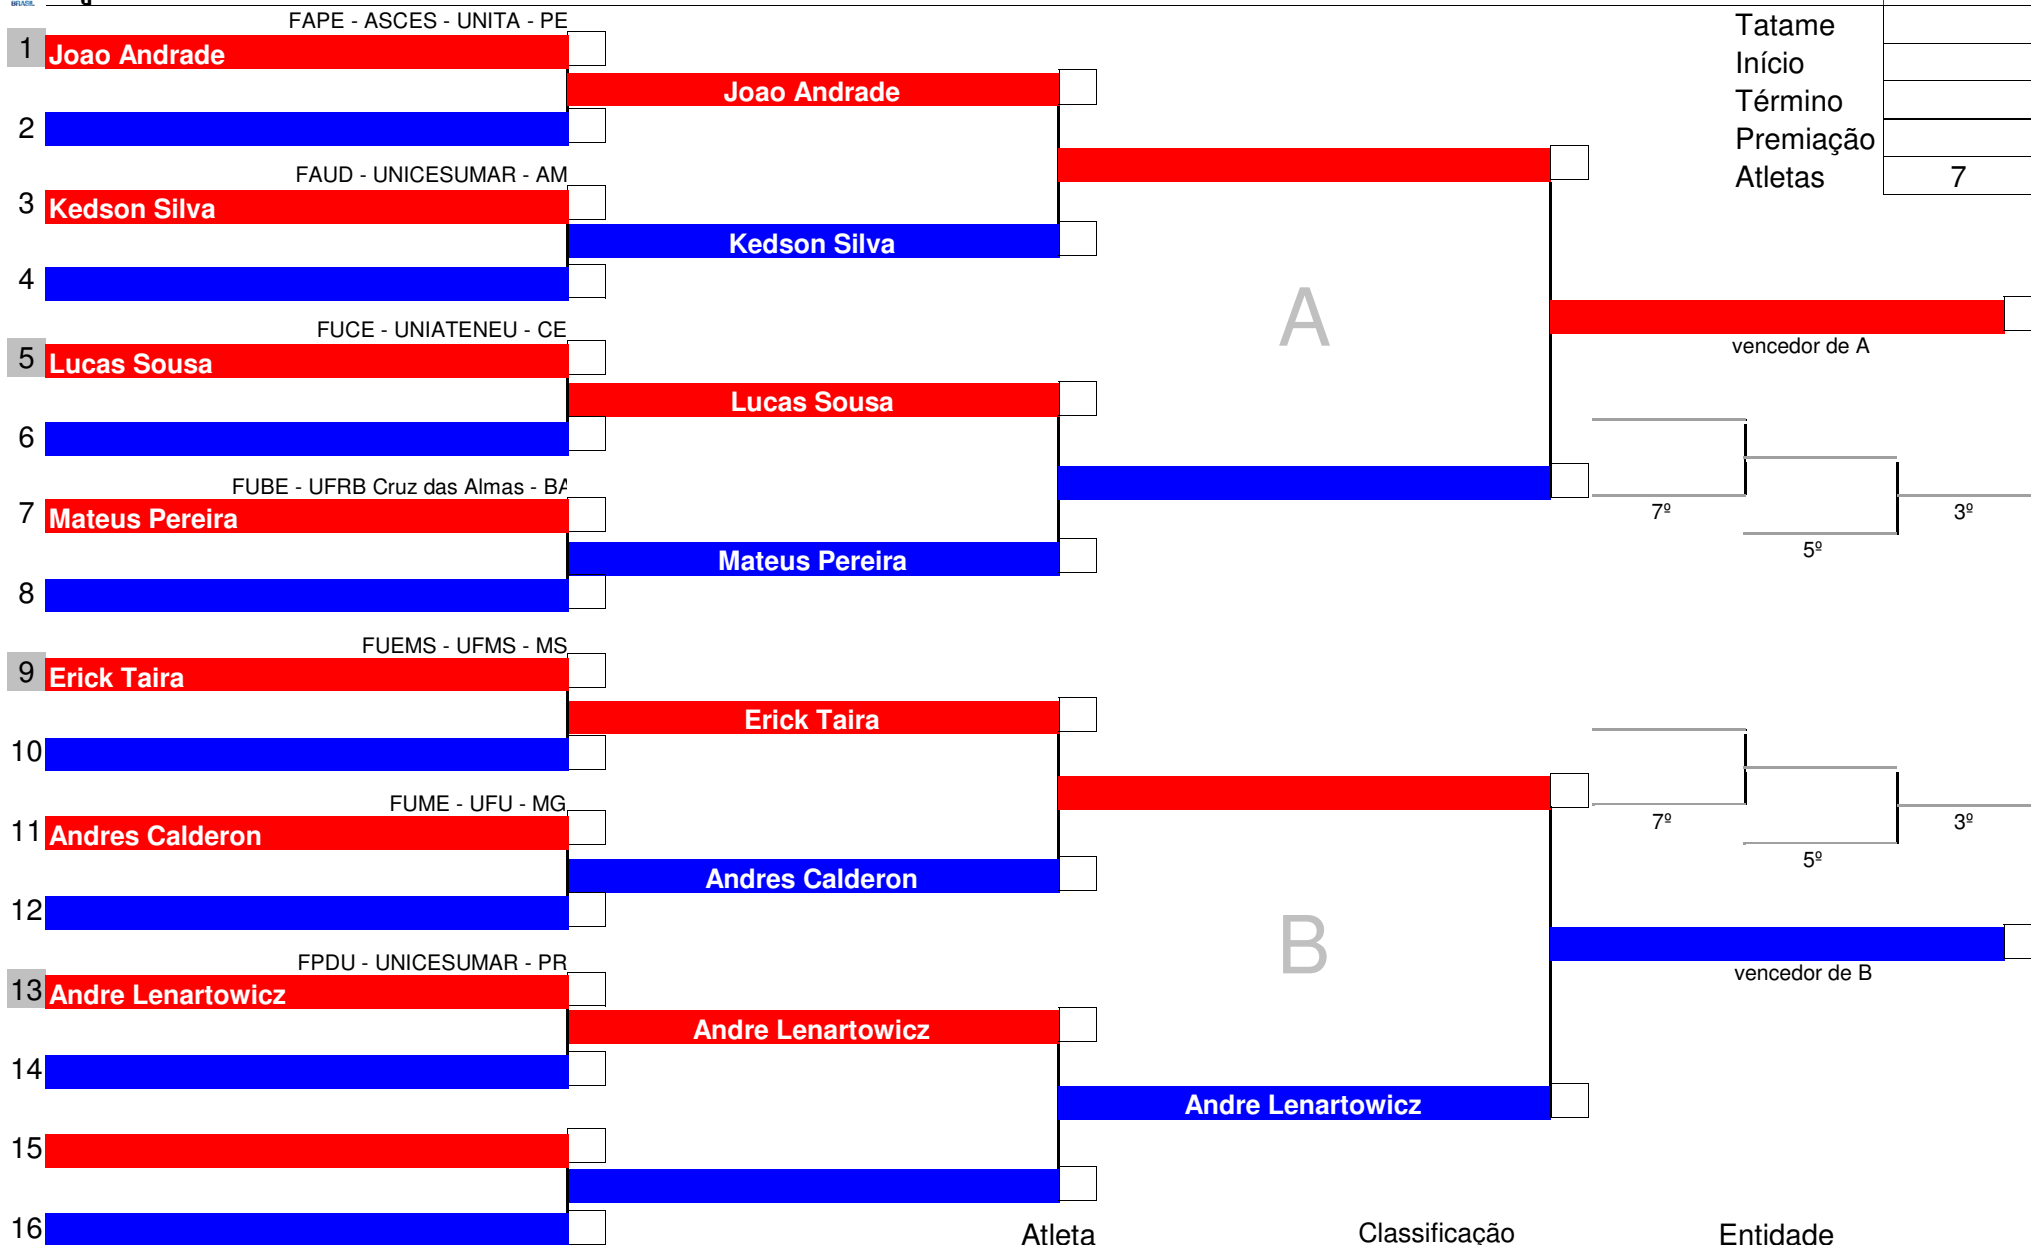 BRASIL
FAPE - ASCES - UNITA - PE
Tatame
1 Joao Andrade
Início
Joao Andrade
Término
2
Premiação
FAUD - UNICESUMAR - AM
Atletas 7
3 Kedson Silva
Kedson Silva
4
A
FUCE - UNIATENEU - CE
vencedor de A
5 Lucas Sousa
Lucas Sousa
6
FUBE - UFRB Cruz das Almas - BA
7 Mateus Pereira
7º 3º
5º
Mateus Pereira
8
FUEMS - UFMS - MS
9 Erick Taira
Erick Taira
10
FUME - UFU - MG
7º 3º
11 Andres Calderon
5º
Andres Calderon
12
B
FPDU - UNICESUMAR - PR
vencedor de B
13 Andre Lenartowicz
Andre Lenartowicz
14
Andre Lenartowicz
15
16
Atleta Classificação Entidade